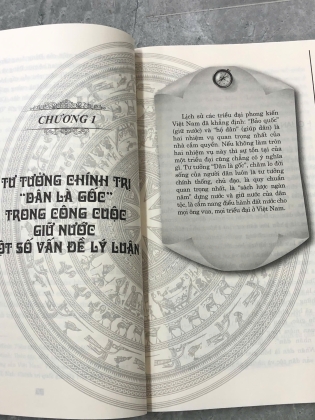 CHƯƠNG 1
TƯ TƯỞNG CHÍNH TRỊ
"DÂN LÀ GỐC"
TRONG CÔNG CUỘC
GIỮ NƯỚC
ỘT SỐ VẤN ĐỀ LÝ LUẬN
Lịch sử các triều đại phong kiến
Việt Nam đã khẳng định: "Bảo quốc"
(giữ nước) và "hộ dân" (giúp dân) là
hai nhiệm vụ quan trọng nhất của
nhà cầm quyền. Nếu không làm tròn
hai nhiệm vụ này thì sự tồn tại của
một triều đại cũng chẳng có ý nghĩa
gì. Tư tưởng "Dân là gốc", chăm lo đời
sống của người dân luôn là tư tưởng
chính thống, chủ đạo, là quy chuẩn
quan trọng nhất, là "sách lược ngàn
năm" dựng nước và giữ nước của dân
tộc, là cẩm nang điều hành đất nước cho
mọi ông vua, mọi triều đại ở Việt Nam.